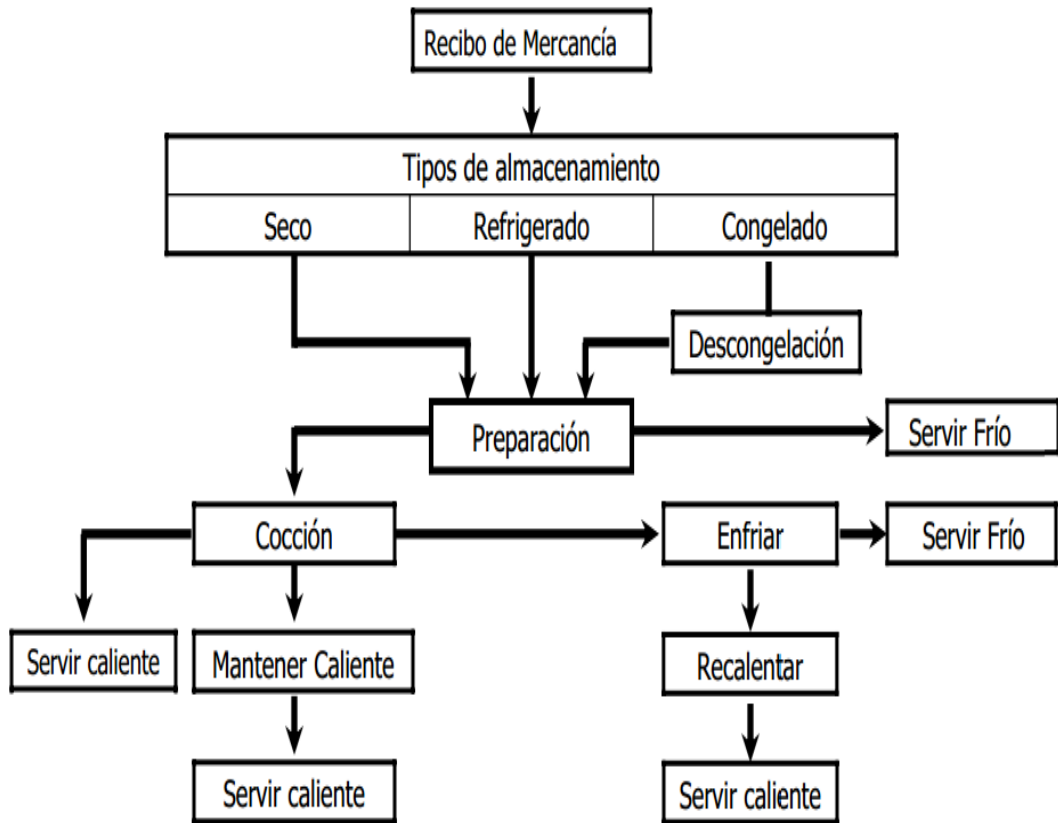 Recibo de Mercancía
Tipos de almacenamiento
Seco
Refrigerado
Congelado
Descongelación
Preparación
Servir Frío
Cocción
Enfriar
Servir Frío
Servir caliente
Mantener Caliente
Recalentar
Servir caliente
Servir caliente